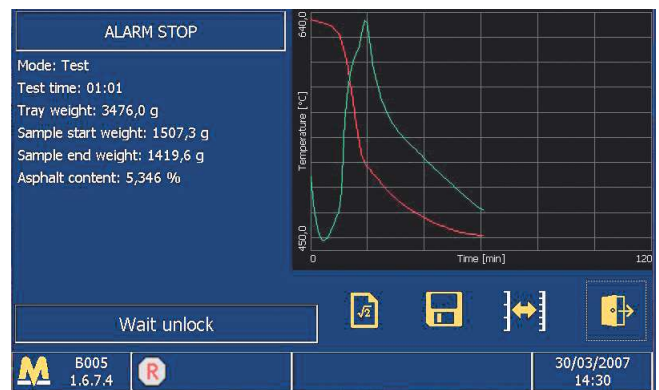 ALARM STOP
Mode: Test
Test time: 01:01
Tray weight: 3476,0 g
Sample start weight: 1507,3 g
Sample end weight: 1419,6 g
Asphalt content: 5,346 %
640,0
Temperature [°C]
450,0
0
Time [min]
120
√2
Wait unlock
M
B005
1.6.7.4
R
30/03/2007
14:30